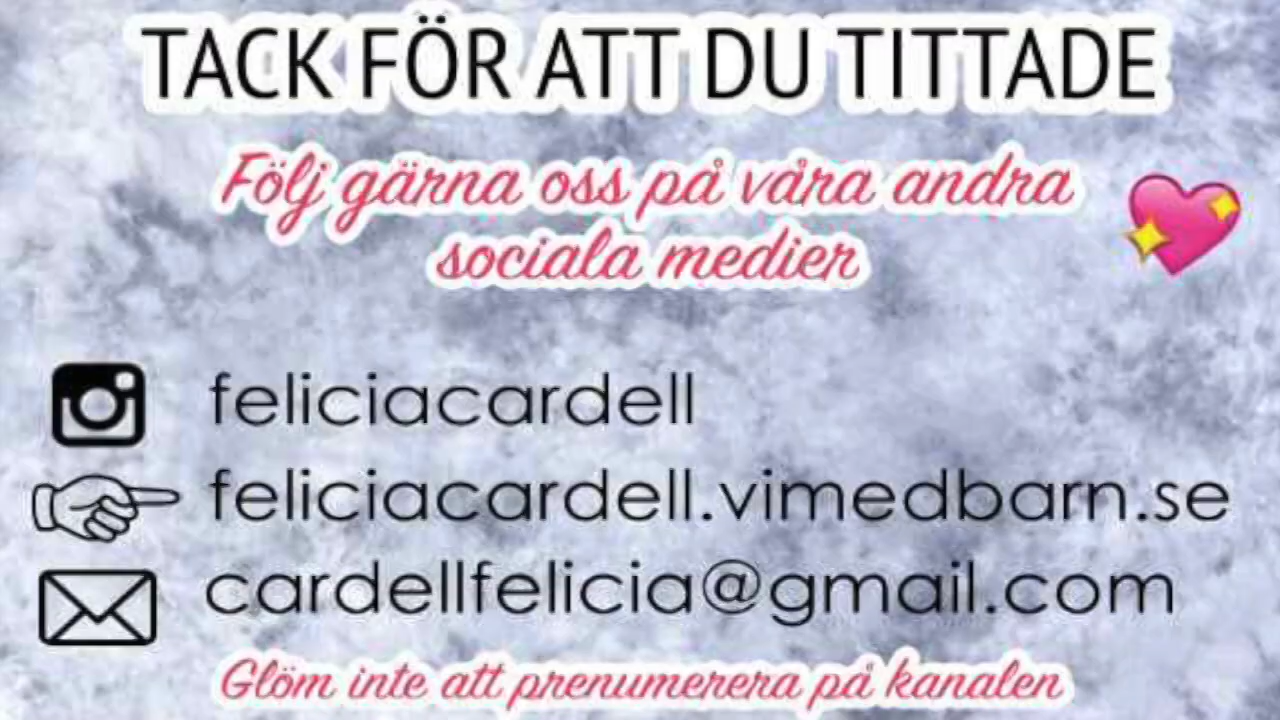 TACK FÖR ATT DU TITTADE
Följ gärna oss på våra andra
sociala medier
feliciacardell
feliciacardell.vimedbarn.se
cardellfelicia@gmail.com
Glöm inte att prenumerera på kanalen